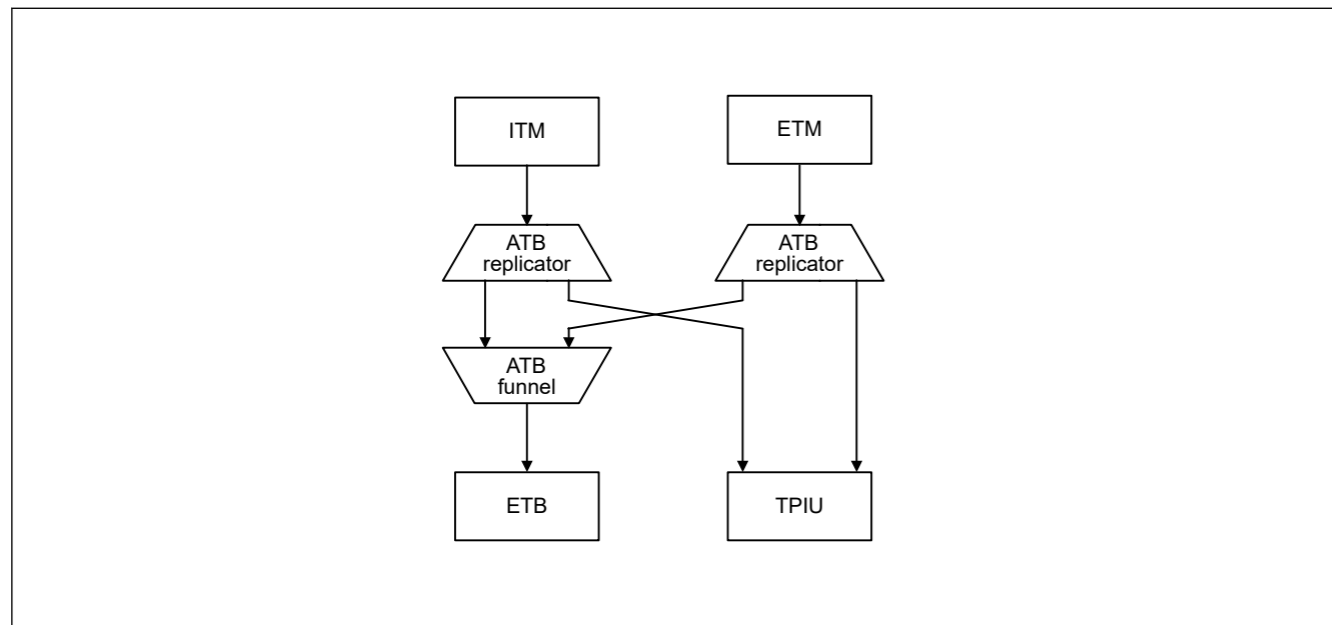 ITM
ETM
ATB
replicator
ATB
replicator
ATB
funnel
ETB
TPIU